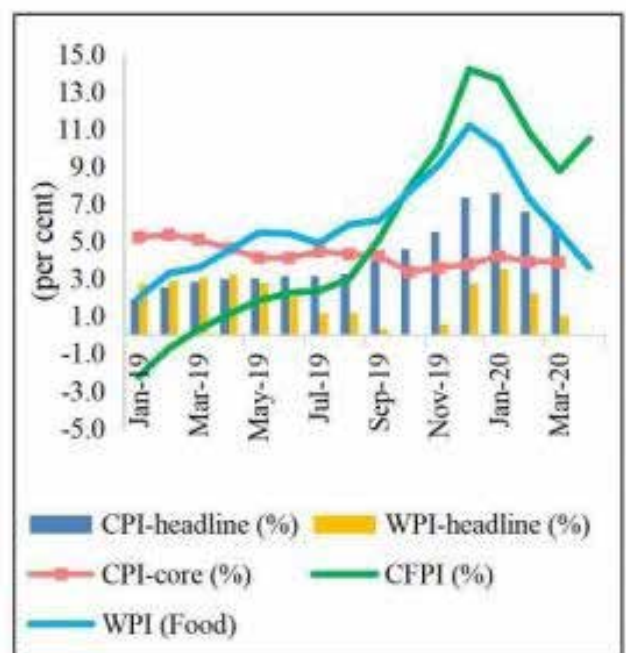 15.0
13.0
11.0
9.0
7.0
5.0
3.0
1.0
-1.0
-3.0
-5.0
(per cent)
Jan-19
Mar-19
May-19
Jul-19
Sep-19
Nov-19
Jan-20
Mar-20
CPI-headline (%) WPI-headline (%)
CPI-core (%) CFPI (%)
WPI (Food)